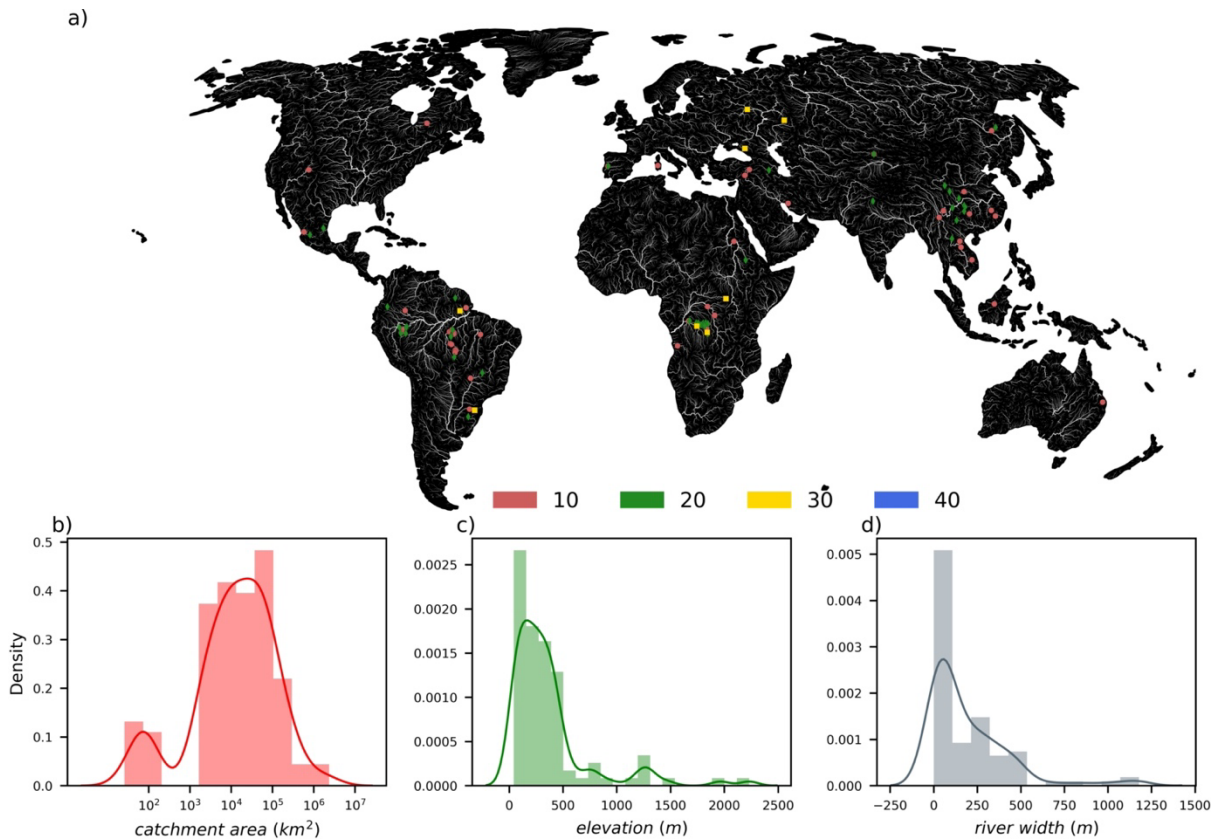 a)
10 20 30 40
b)
0.5
0.4
0.3
0.2
0.1
0.0
Density
10² 10³ 10⁴ 10⁵ 10⁶ 10⁷
catchment area (km²)
c)
0.0025
0.0020
0.0015
0.0010
0.0005
0.0000
0 500 1000 1500 2000 2500
elevation (m)
d)
0.005
0.004
0.003
0.002
0.001
0.000
−250 0 250 500 750 1000 1250 1500
river width (m)